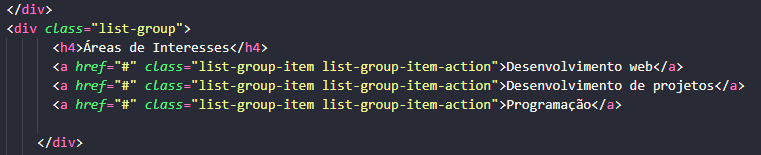 </div>
<div class="list-group">
<h4>Áreas de Interesses</h4>
<a href="#" class="list-group-item list-group-item-action">Desenvolvimento web</a>
<a href="#" class="list-group-item list-group-item-action">Desenvolvimento de projetos</a>
<a href="#" class="list-group-item list-group-item-action">Programação</a>
</div>